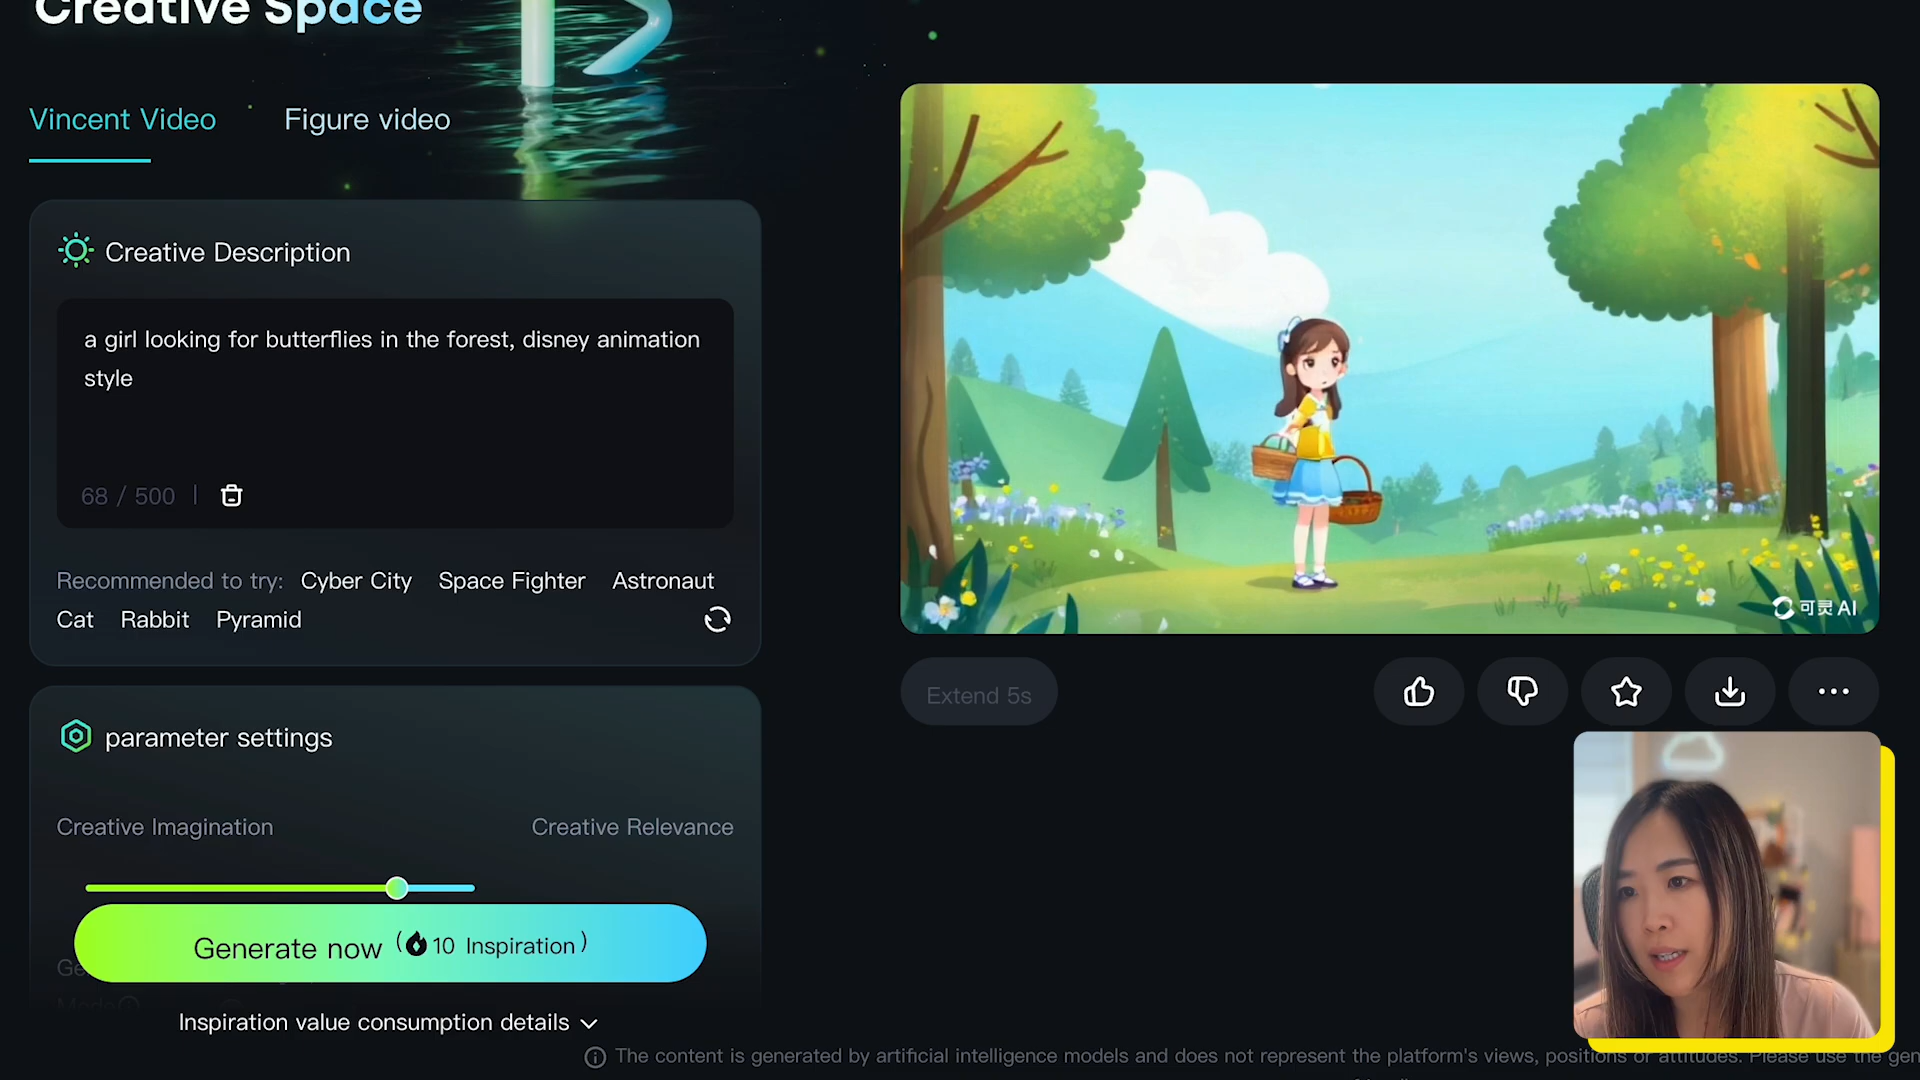 Creative Space
Vincent Video
Figure video
Creative Description
a girl looking for butterflies in the forest, disney animation
style
68 / 500
Recommended to try: Cyber City Space Fighter Astronaut
Cat Rabbit Pyramid
parameter settings
Creative Imagination
Creative Relevance
Generate now (10 Inspiration)
Inspiration value consumption details
可灵 AI
Extend 5s
The content is generated by artificial intelligence models and does not represent the platform's views, positions or attitudes. Please use the gen